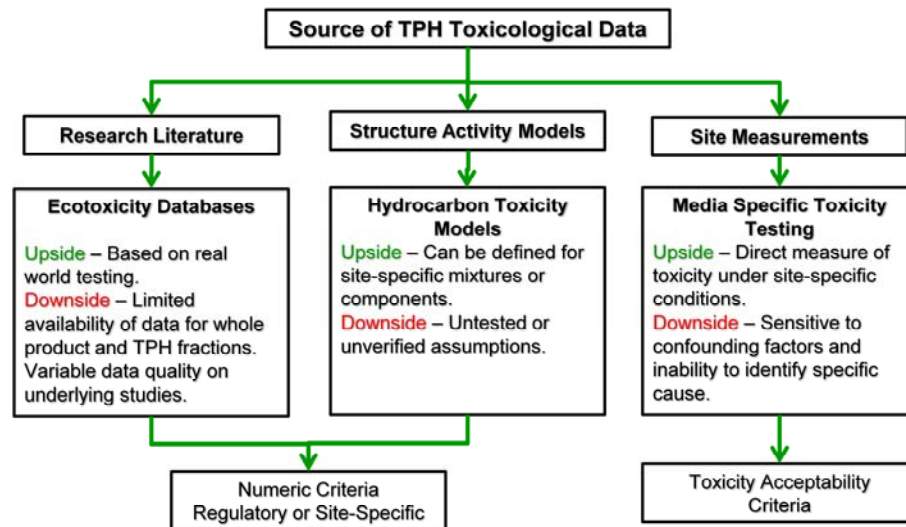 Source of TPH Toxicological Data
Research Literature
Structure Activity Models
Site Measurements
Ecotoxicity Databases
Upside – Based on real
world testing.
Downside – Limited
availability of data for whole
product and TPH fractions.
Variable data quality on
underlying studies.
Hydrocarbon Toxicity
Models
Upside – Can be defined for
site-specific mixtures or
components.
Downside – Untested or
unverified assumptions.
Media Specific Toxicity
Testing
Upside – Direct measure of
toxicity under site-specific
conditions.
Downside – Sensitive to
confounding factors and
inability to identify specific
cause.
Numeric Criteria
Regulatory or Site-Specific
Toxicity Acceptability
Criteria